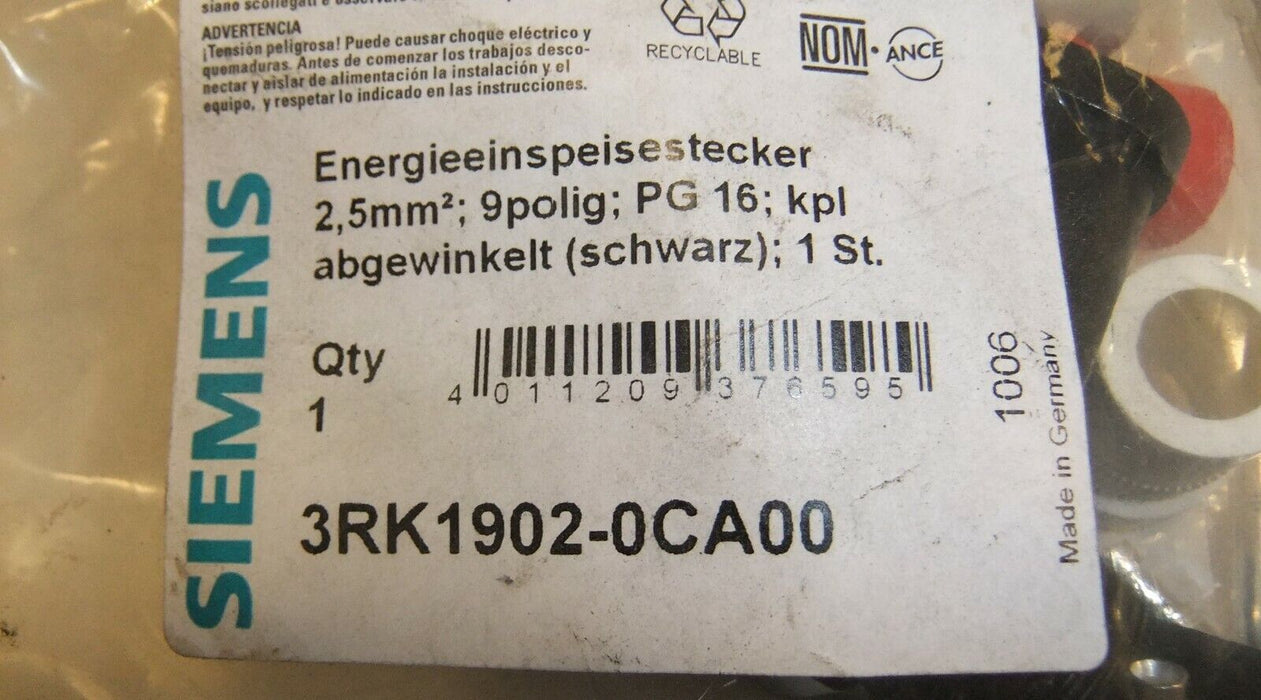 siano scollegati e
ADVERTENCIA
¡Tensión peligrosa! Puede causar choque eléctrico y
quemaduras. Antes de comenzar los trabajos desco-
nectar y aislar de alimentación la instalación y el
equipo, y respetar lo indicado en las instrucciones.
RECYCLABLE
NOM·ANCE
SIEMENS
Energieeinspeisestecker
2,5mm²; 9polig; PG 16; kpl
abgewinkelt (schwarz); 1 St.
Qty
1
4 011209 376595
1006
Made in Germany
3RK1902-0CA00